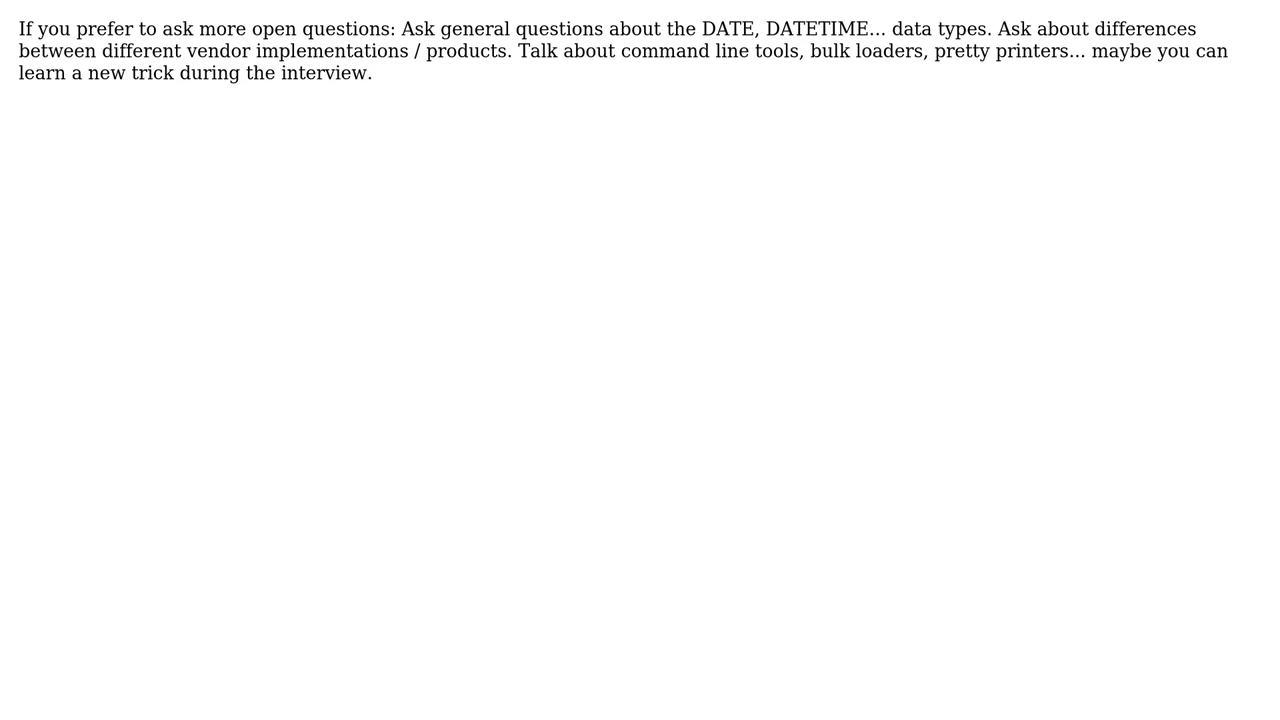 If you prefer to ask more open questions: Ask general questions about the DATE, DATETIME... data types. Ask about differences
between different vendor implementations / products. Talk about command line tools, bulk loaders, pretty printers... maybe you can
learn a new trick during the interview.